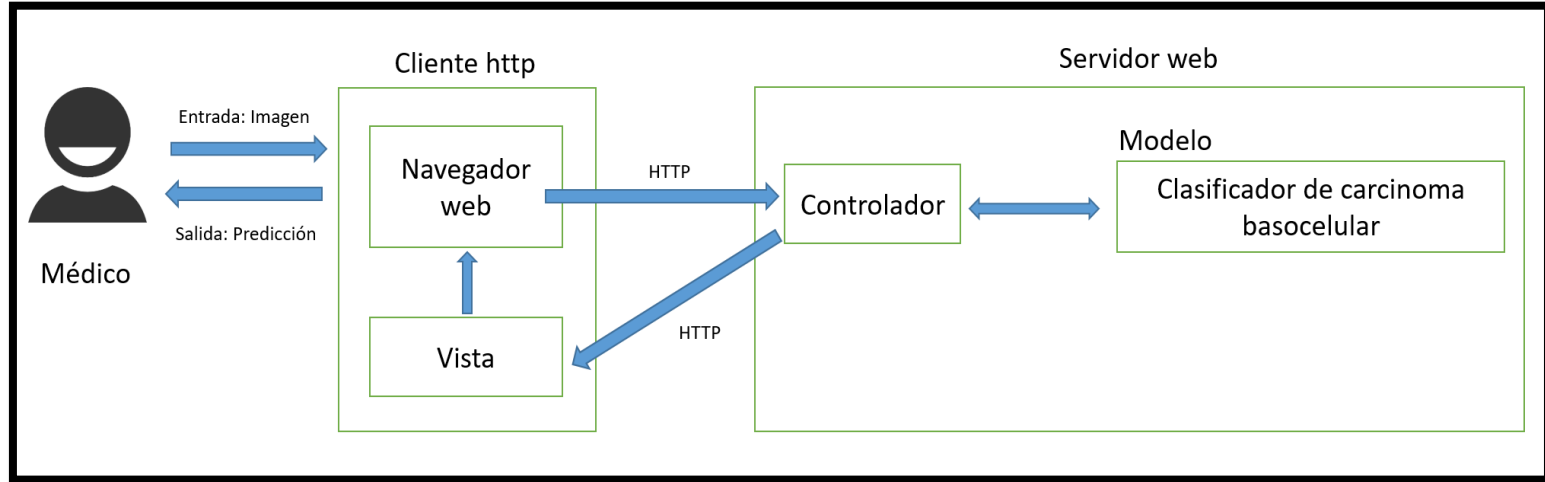 Cliente http
Servidor web
Entrada: Imagen
Salida: Predicción
Médico
Navegador
web
Vista
HTTP
HTTP
Controlador
Modelo
Clasificador de carcinoma
basocelular